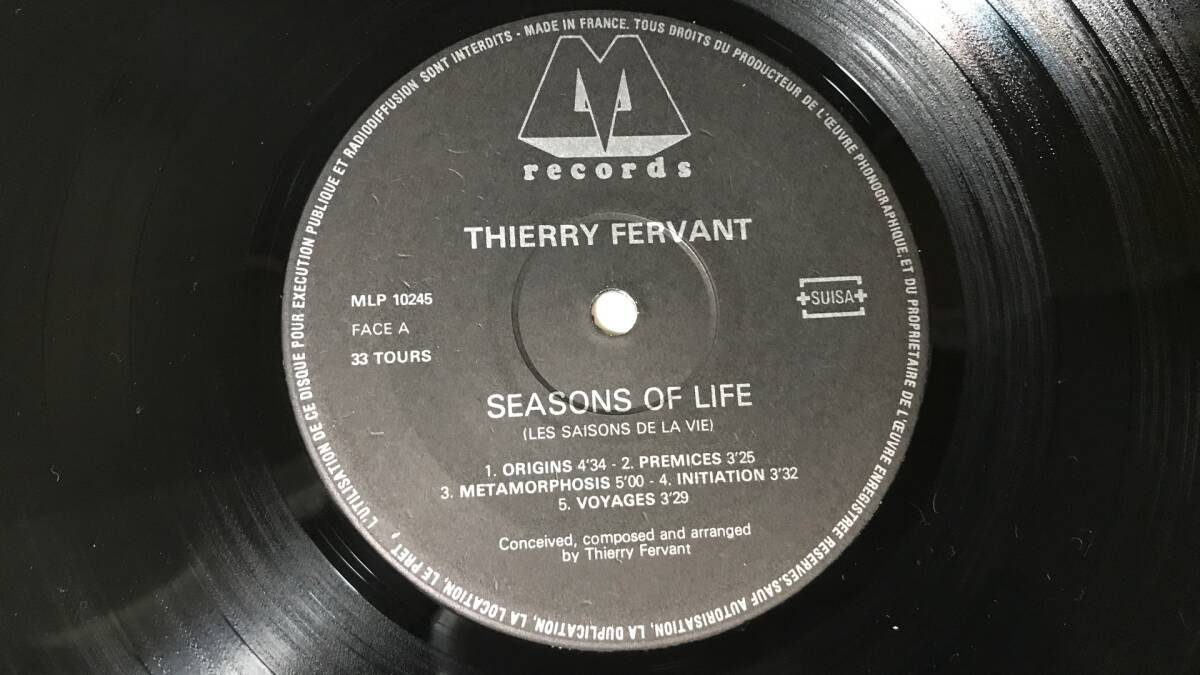 MADE IN FRANCE. TOUS DROITS DU PRODUCTEUR DE L'ŒUVRE PHONOGRAPHIQUE, ET DU PROPRIETAIRE DE L'ŒUVRE ENREGISTREE RESERVES. SAUF AUTORISATION, LA DUPLICATION, LA LOCATION, LE PRET, L'UTILISATION DE CE DISQUE POUR EXECUTION PUBLIQUE ET RADIODIFFUSION SONT INTERDITS -
M
records
THIERRY FERVANT
MLP 10245
SUISA
FACE A
33 TOURS
SEASONS OF LIFE
(LES SAISONS DE LA VIE)
1. ORIGINS 4'34 - 2. PREMICES 3'25
3. METAMORPHOSIS 5'00 - 4. INITIATION 3'32
5. VOYAGES 3'29
Conceived, composed and arranged
by Thierry Fervant